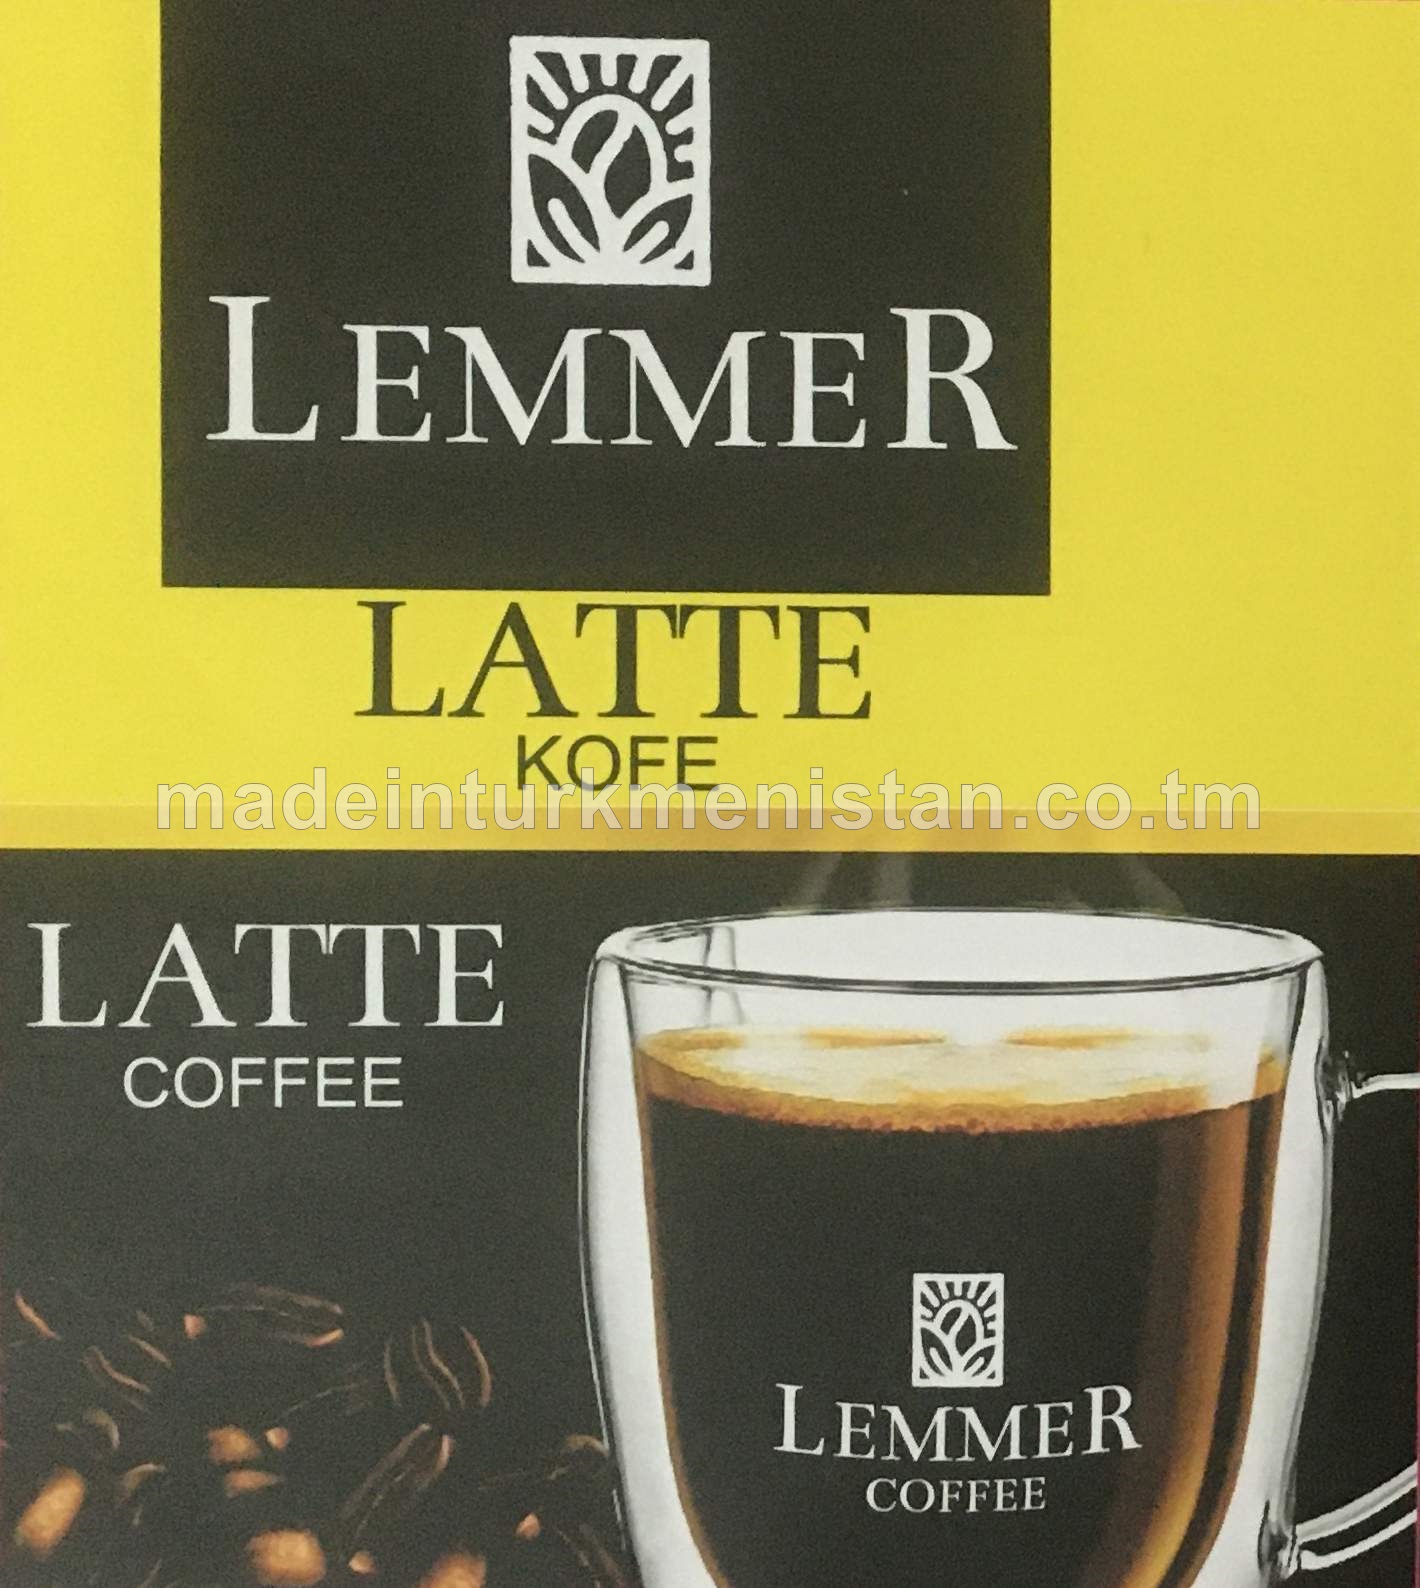 LEMMER
LATTE
KOFE
madeinturkmenistan.co.tm
LATTE
COFFEE
LEMMER
COFFEE